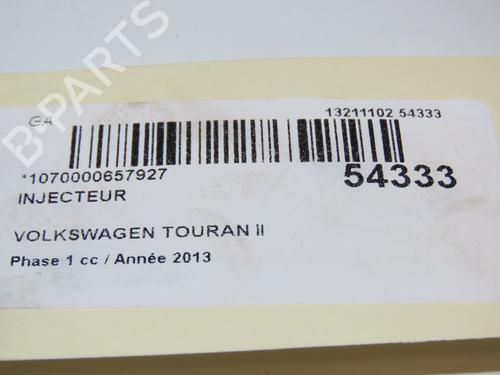 B-PARTS
GA
13211102 54333
*1070000657927
54333
INJECTEUR
VOLKSWAGEN TOURAN II
Phase 1 cc / Année 2013